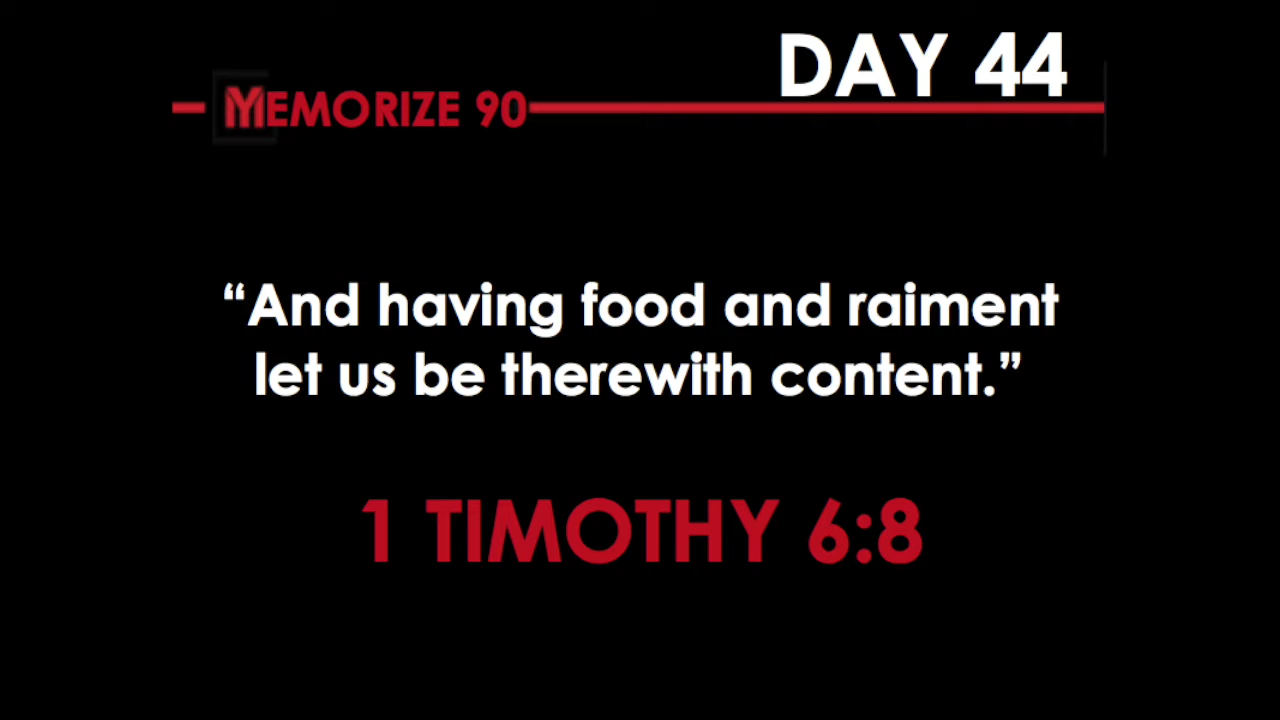 DAY 44
MEMORIZE 90
“And having food and raiment
let us be therewith content.”
1 TIMOTHY 6:8